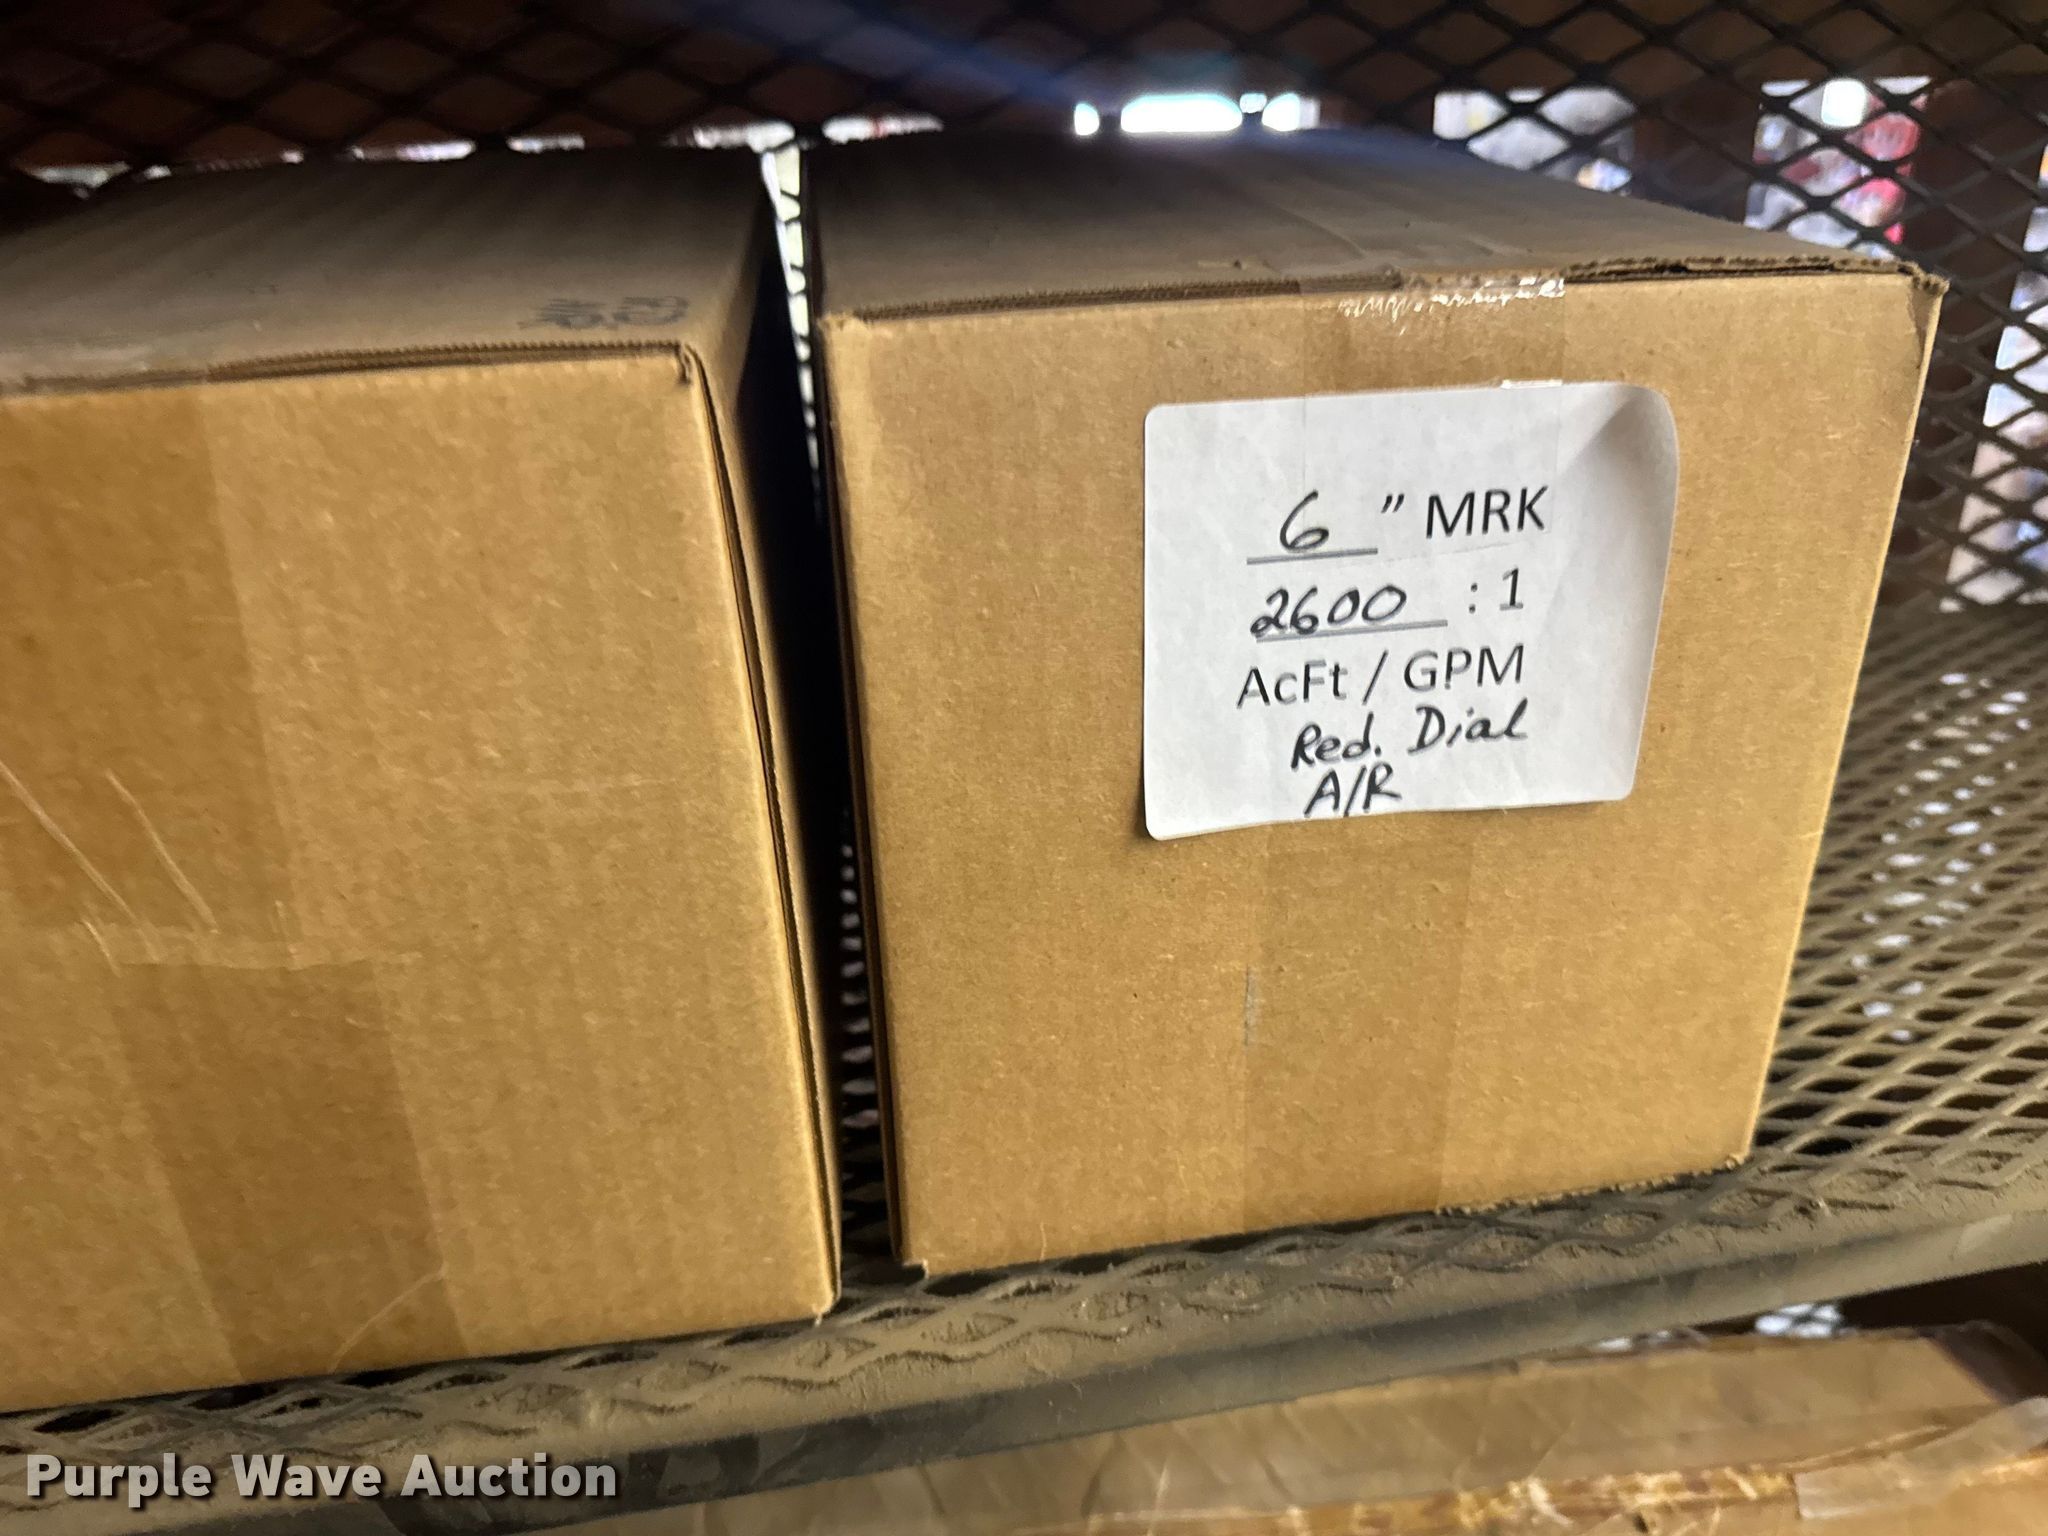 6 " MRK
2600 : 1
AcFt / GPM
Red. Dial
A/R
Purple Wave Auction